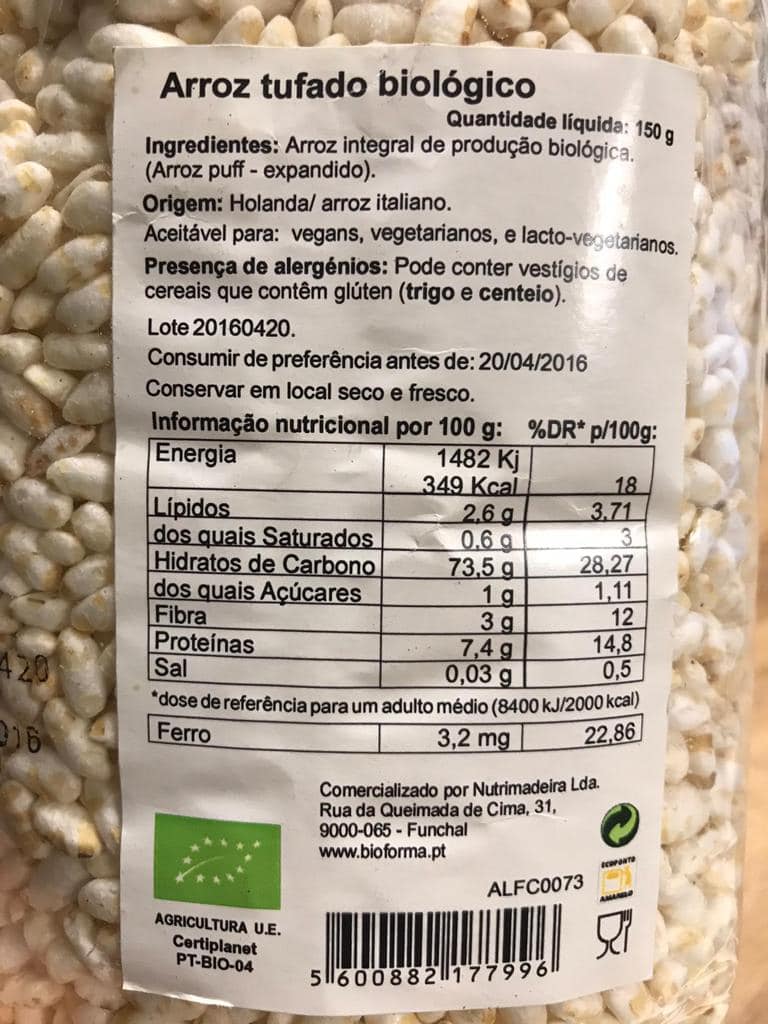 Arroz tufado biológico
Quantidade líquida: 150 g
Ingredientes: Arroz integral de produção biológica.
(Arroz puff - expandido).
Origem: Holanda/ arroz italiano.
Aceitável para: vegans, vegetarianos, e lacto-vegetarianos.
Presença de alergénios: Pode conter vestígios de
cereais que contêm glúten (trigo e centeio).
Lote 20160420.
Consumir de preferência antes de: 20/04/2016
Conservar em local seco e fresco.
Informação nutricional por 100 g: %DR* p/100g:
Energia 1482 Kj
349 Kcal 18
Lípidos 2,6 g 3,71
dos quais Saturados 0,6 g 3
Hidratos de Carbono 73,5 g 28,27
dos quais Açúcares 1 g 1,11
Fibra 3 g 12
Proteínas 7,4 g 14,8
Sal 0,03 g 0,5
*dose de referência para um adulto médio (8400 kJ/2000 kcal)
Ferro 3,2 mg 22,86
Comercializado por Nutrimadeira Lda.
Rua da Queimada de Cima, 31,
9000-065 - Funchal
www.bioforma.pt
ECOPONTO
AMARELO
ALFC0073
AGRICULTURA U.E.
Certiplanet
PT-BIO-04
5 600882 177996
420
016